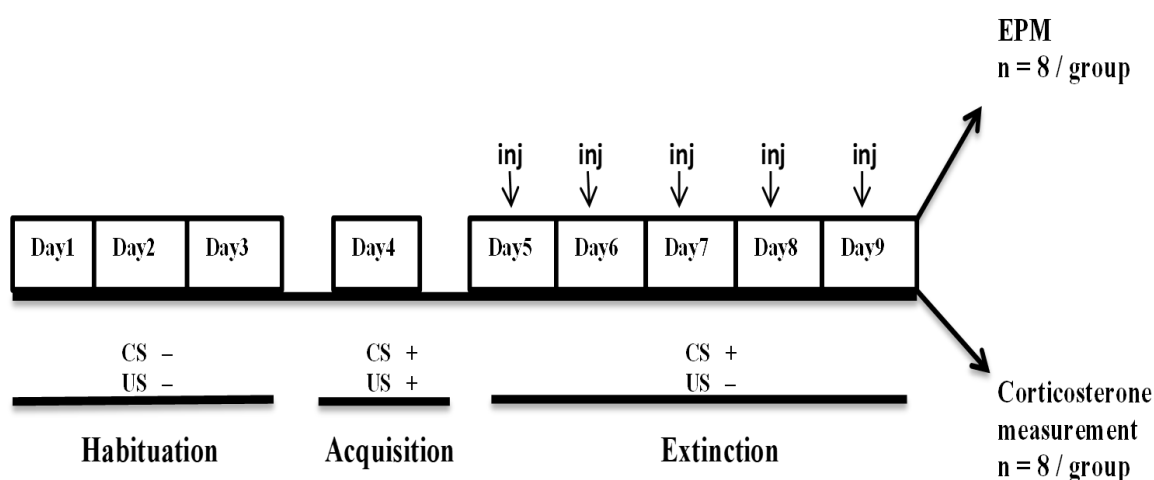 EPM
n = 8 / group
inj inj inj inj inj
Day1 Day2 Day3 Day4 Day5 Day6 Day7 Day8 Day9
CS – CS + CS +
US – US + US –
Habituation Acquisition Extinction
Corticosterone
measurement
n = 8 / group